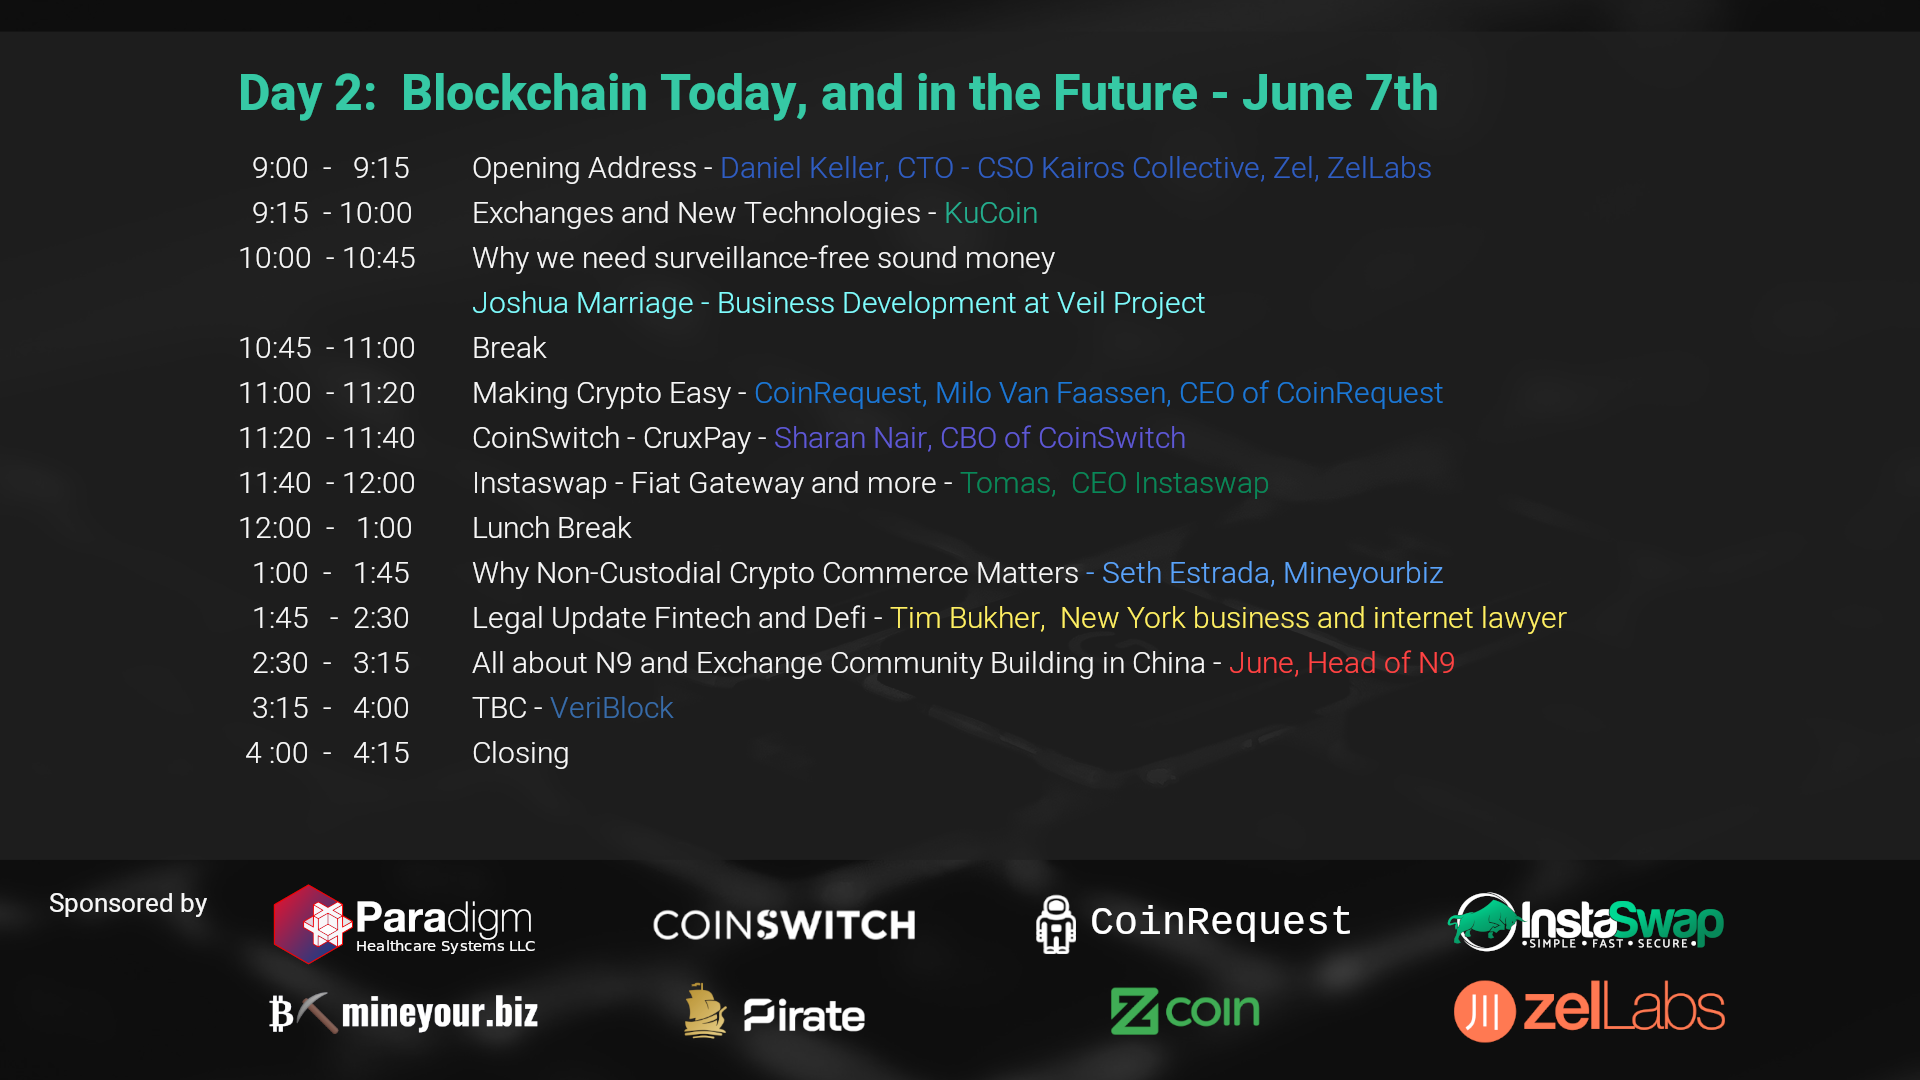 Day 2:  Blockchain Today, and in the Future - June 7th
9:00 - 9:15 Opening Address - Daniel Keller, CTO - CSO Kairos Collective, Zel, ZelLabs
9:15 - 10:00 Exchanges and New Technologies - KuCoin
10:00 - 10:45 Why we need surveillance-free sound money
Joshua Marriage - Business Development at Veil Project
10:45 - 11:00 Break
11:00 - 11:20 Making Crypto Easy - CoinRequest, Milo Van Faassen, CEO of CoinRequest
11:20 - 11:40 CoinSwitch - CruxPay - Sharan Nair, CBO of CoinSwitch
11:40 - 12:00 Instaswap - Fiat Gateway and more - Tomas,  CEO Instaswap
12:00 - 1:00 Lunch Break
1:00 - 1:45 Why Non-Custodial Crypto Commerce Matters - Seth Estrada, Mineyourbiz
1:45 - 2:30 Legal Update Fintech and Defi - Tim Bukher,  New York business and internet lawyer
2:30 - 3:15 All about N9 and Exchange Community Building in China - June, Head of N9
3:15 - 4:00 TBC - VeriBlock
4 :00 - 4:15 Closing
Sponsored by
Paradigm
Healthcare Systems LLC
COINSWITCH
CoinRequest
InstaSwap
•SIMPLE • FAST • SECURE•
mineyour.biz
Pirate
Zcoin
zelLabs